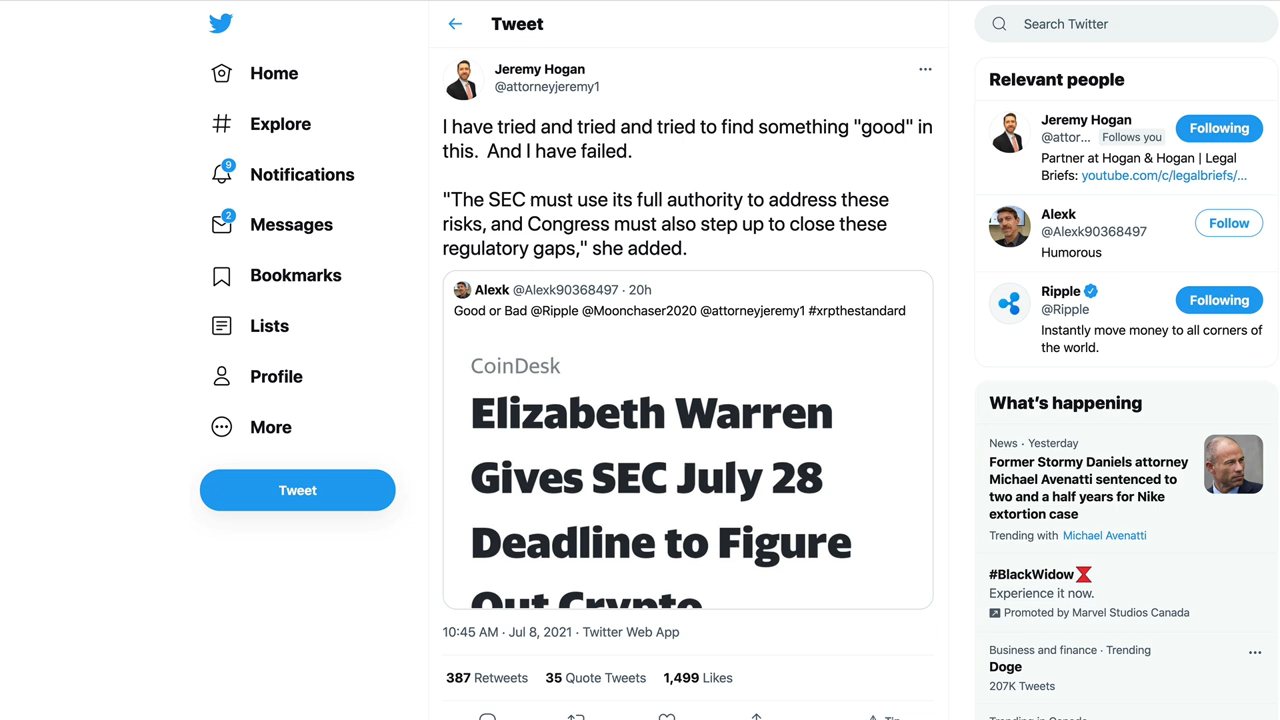 Home
Explore
9
Notifications
2
Messages
Bookmarks
Lists
Profile
More
Tweet
Tweet
Jeremy Hogan
@attorneyjeremy1
I have tried and tried and tried to find something "good" in
this. And I have failed.
"The SEC must use its full authority to address these
risks, and Congress must also step up to close these
regulatory gaps," she added.
Alexk @Alexk90368497 · 20h
Good or Bad @Ripple @Moonchaser2020 @attorneyjeremy1 #xrpthestandard
CoinDesk
Elizabeth Warren
Gives SEC July 28
Deadline to Figure
Out Crypto
10:45 AM · Jul 8, 2021 · Twitter Web App
387 Retweets 35 Quote Tweets 1,499 Likes
Tip
Search Twitter
Relevant people
Jeremy Hogan
@attor... Follows you
Following
Partner at Hogan & Hogan | Legal
Briefs: youtube.com/c/legalbriefs/...
Alexk
@Alexk90368497
Follow
Humorous
Ripple
@Ripple
Following
Instantly move money to all corners of
the world.
What's happening
News · Yesterday
Former Stormy Daniels attorney
Michael Avenatti sentenced to
two and a half years for Nike
extortion case
Trending with Michael Avenatti
#BlackWidow
Experience it now.
Promoted by Marvel Studios Canada
Business and finance · Trending
Doge
207K Tweets
Trending in Canada